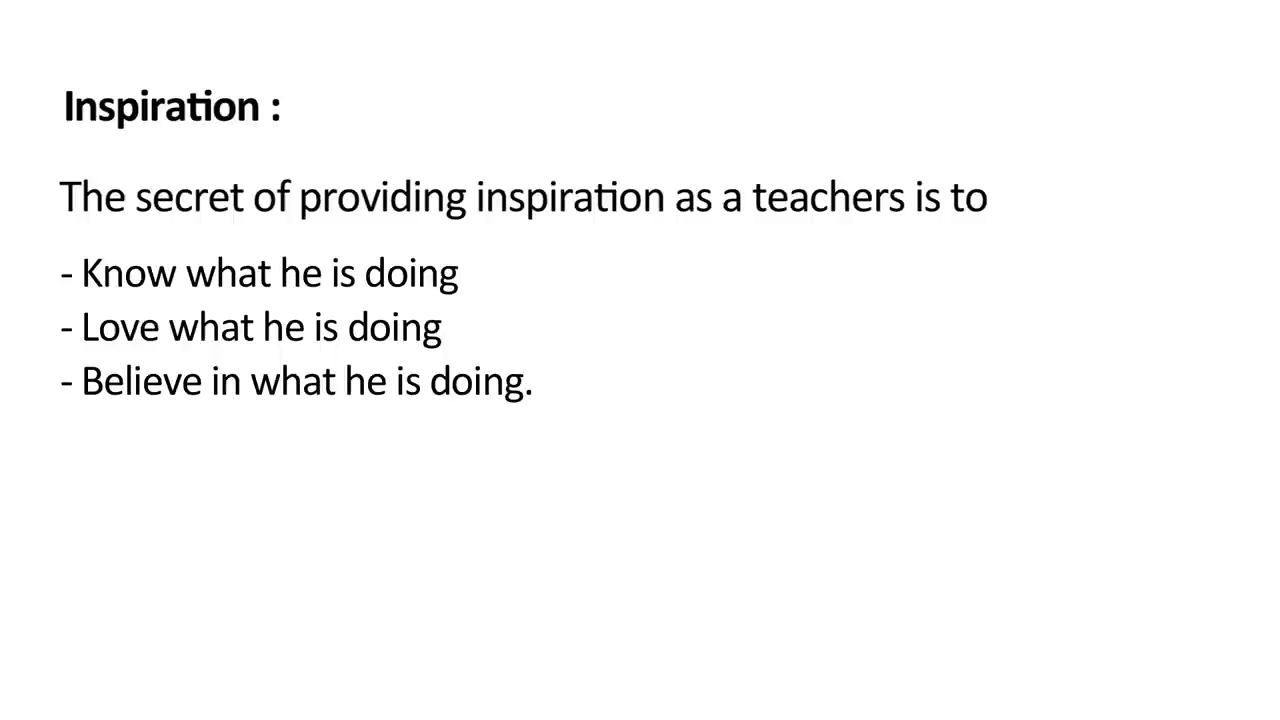 Inspiration :
The secret of providing inspiration as a teachers is to
- Know what he is doing
- Love what he is doing
- Believe in what he is doing.